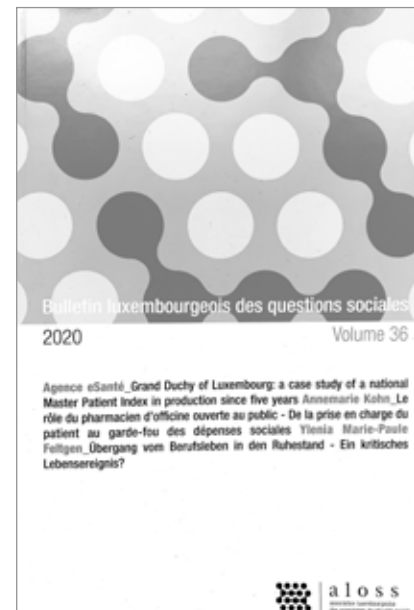 Bulletin luxembourgeois des questions sociales
2020
Volume 36
Agence eSanté_Grand Duchy of Luxembourg: a case study of a national
Master Patient Index in production since five years Annemarie Kohn_Le
rôle du pharmacien d'officine ouverte au public - De la prise en charge du
patient au garde-fou des dépenses sociales Ylenia Marie-Paule
Feltgen_Übergang vom Berufsleben in den Ruhestand - Ein kritisches
Lebensereignis?
aloss